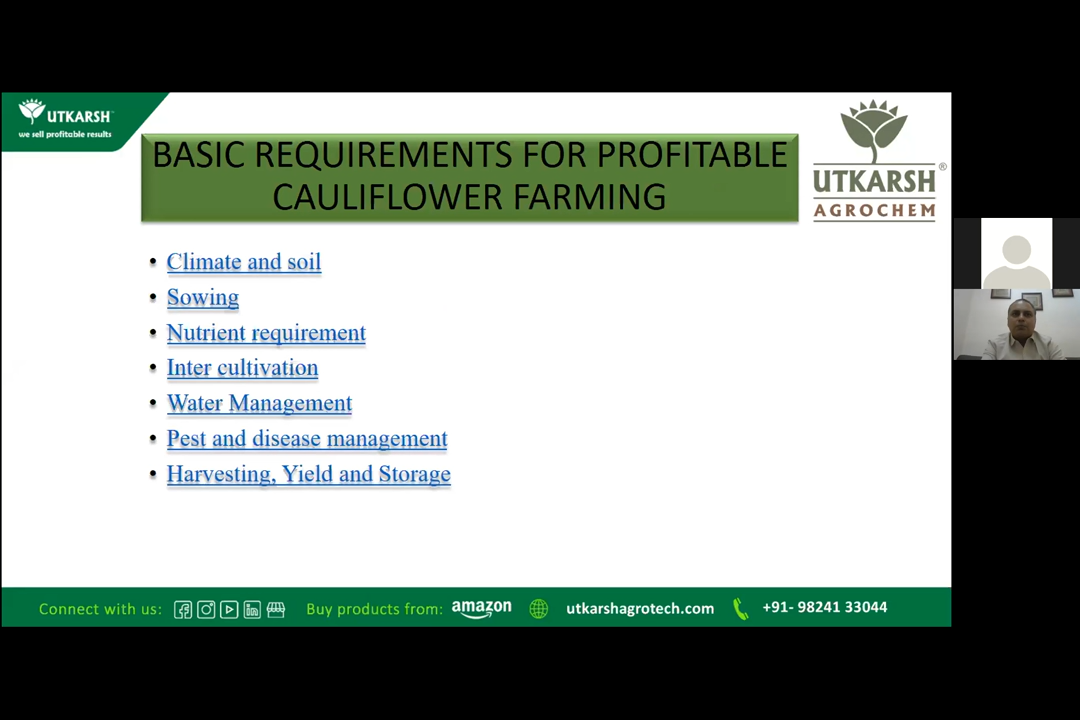 UTKARSH
we sell profitable results
BASIC REQUIREMENTS FOR PROFITABLE
CAULIFLOWER FARMING
UTKARSH®
AGROCHEM
• Climate and soil
• Sowing
• Nutrient requirement
• Inter cultivation
• Water Management
• Pest and disease management
• Harvesting, Yield and Storage
Connect with us: Buy products from: amazon utkarshagrotech.com +91- 98241 33044